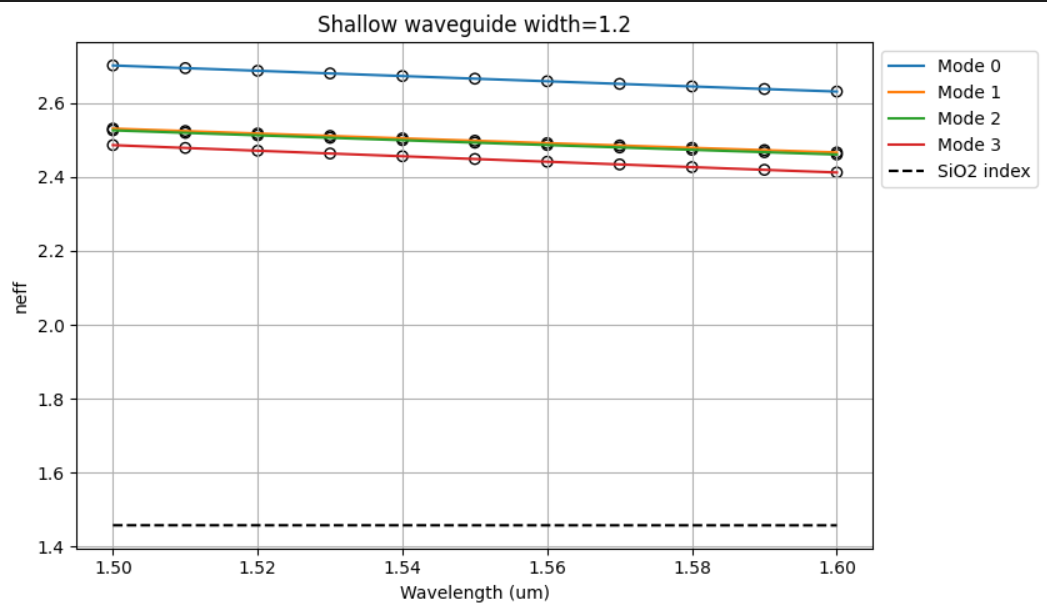 Shallow waveguide width=1.2
Mode 0
Mode 1
Mode 2
Mode 3
SiO2 index
neff
2.6
2.4
2.2
2.0
1.8
1.6
1.4
1.50 1.52 1.54 1.56 1.58 1.60
Wavelength (um)